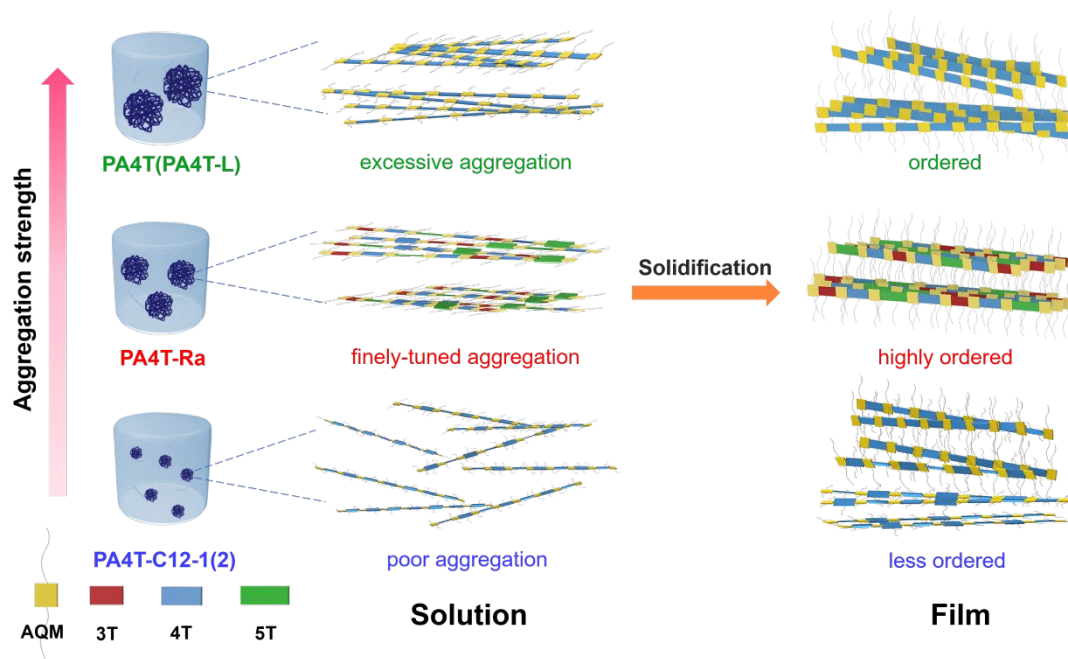 Aggregation strength
PA4T(PA4T-L)
excessive aggregation
ordered
PA4T-Ra
finely-tuned aggregation
Solidification
highly ordered
PA4T-C12-1(2)
poor aggregation
less ordered
AQM
3T
4T
5T
Solution
Film